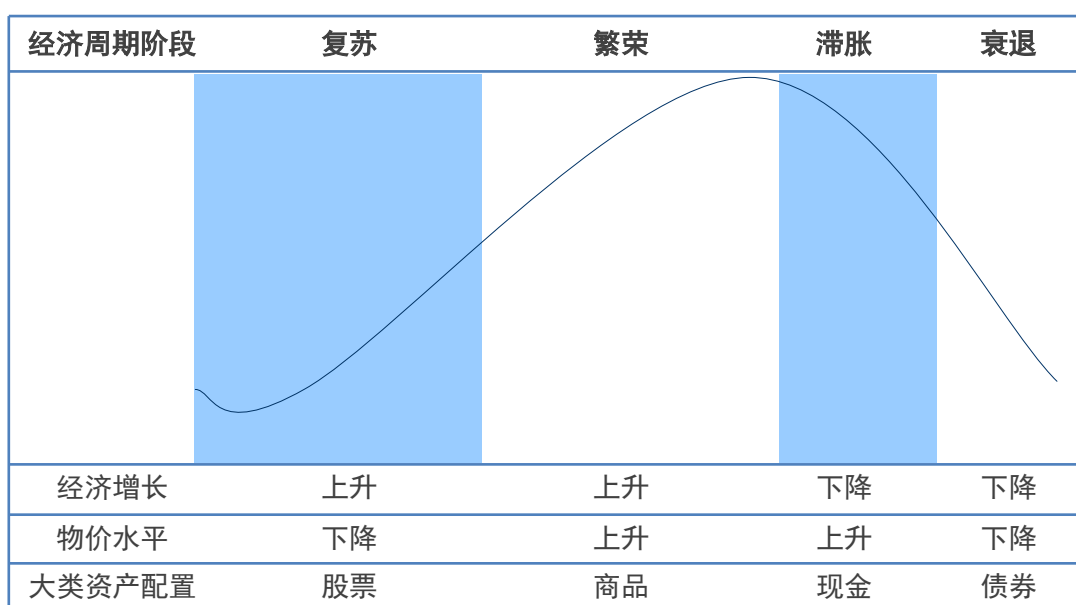 经济周期阶段 复苏 繁荣 滞胀 衰退
经济增长 上升 上升 下降 下降
物价水平 下降 上升 上升 下降
大类资产配置 股票 商品 现金 债券